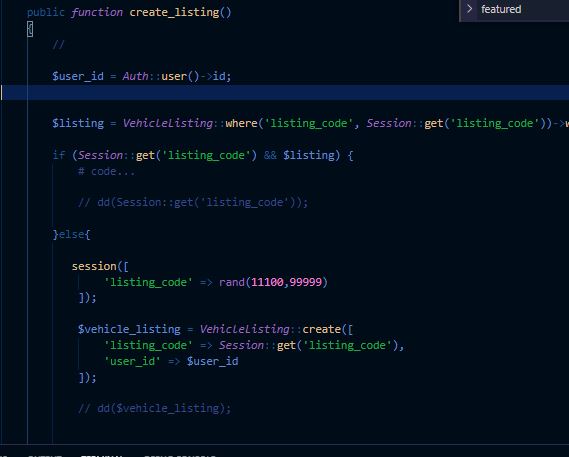 public function create_listing()
featured
{
//
$user_id = Auth::user()->id;
$listing = VehicleListing::where('listing_code', Session::get('listing_code'))->w
if (Session::get('listing_code') && $listing) {
# code...
// dd(Session::get('listing_code'));
}else{
session([
'listing_code' => rand(11100,99999)
]);
$vehicle_listing = VehicleListing::create([
'listing_code' => Session::get('listing_code'),
'user_id' => $user_id
]);
// dd($vehicle_listing);